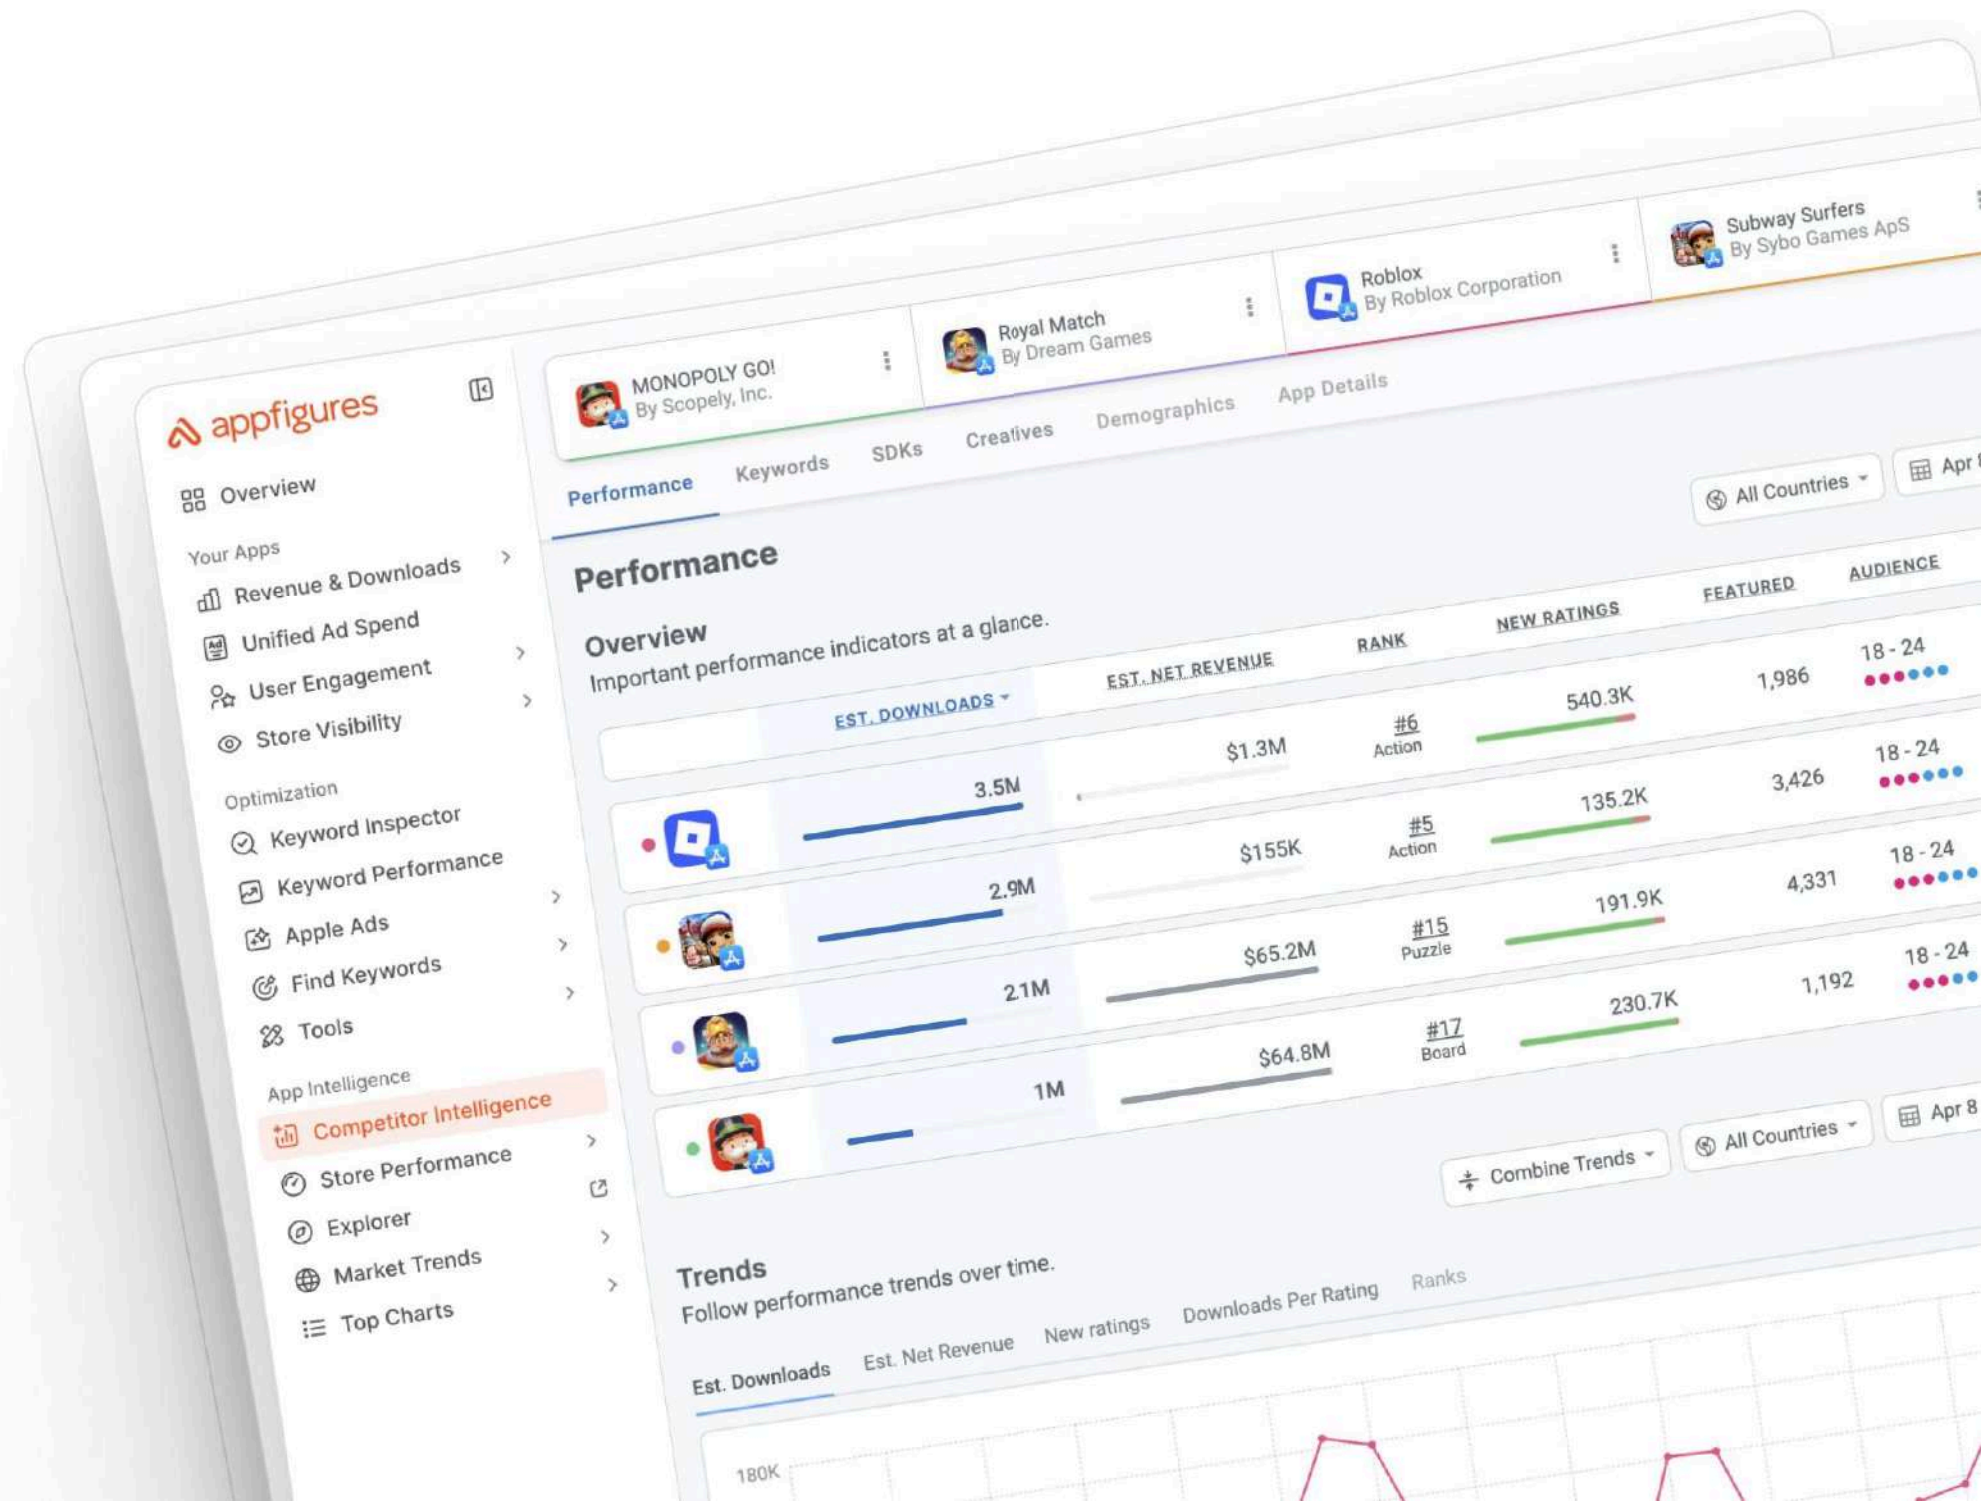 appfigures
Overview
Your Apps
Revenue & Downloads
Unified Ad Spend
User Engagement
Store Visibility
Optimization
Keyword Inspector
Keyword Performance
Apple Ads
Find Keywords
Tools
App Intelligence
Competitor Intelligence
Store Performance
Explorer
Market Trends
Top Charts
MONOPOLY GO!
By Scopely, Inc.
Royal Match
By Dream Games
Roblox
By Roblox Corporation
Subway Surfers
By Sybo Games ApS
Performance Keywords SDKs Creatives Demographics App Details
Performance
All Countries Apr 8
Overview
Important performance indicators at a glance.
EST. DOWNLOADS EST. NET REVENUE RANK NEW RATINGS FEATURED AUDIENCE
3.5M $1.3M #6 540.3K 1,986 18 - 24
Action
2.9M $155K #5 135.2K 3,426 18 - 24
Action
2.1M $65.2M #15 191.9K 4,331 18 - 24
Puzzle
1M $64.8M #17 230.7K 1,192 18 - 24
Board
Combine Trends All Countries Apr 8
Trends
Follow performance trends over time.
Est. Downloads Est. Net Revenue New ratings Downloads Per Rating Ranks
180K